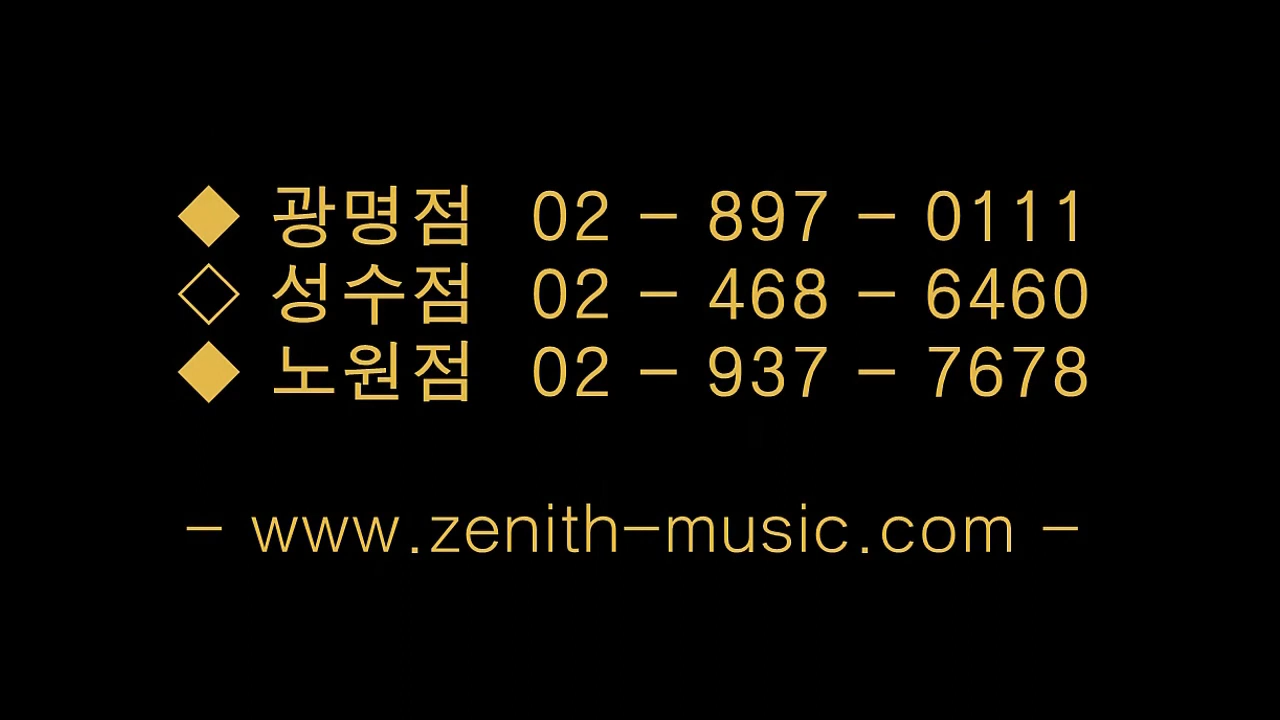 ◆ 광명점 02 - 897 - 0111
◇ 성수점 02 - 468 - 6460
◆ 노원점 02 - 937 - 7678
- www.zenith-music.com -